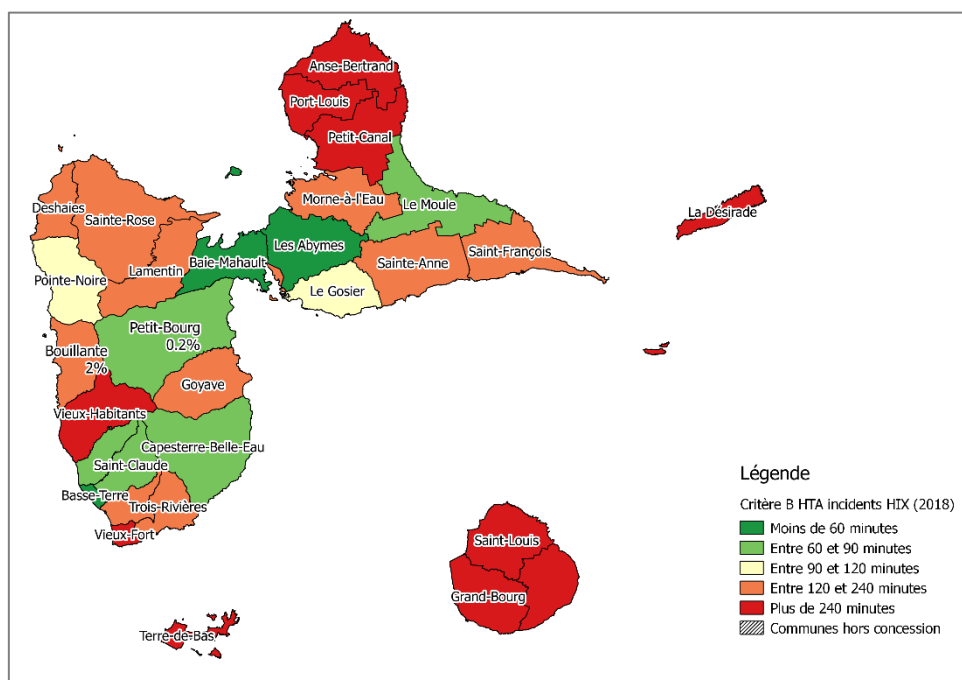 Anse-Bertrand
Port-Louis
Petit-Canal
Morne-à-l'Eau
Le Moule
La Désirade
Deshaies
Sainte-Rose
Les Abymes
Saint-François
Sainte-Anne
Baie-Mahault
Lamentin
Pointe-Noire
Le Gosier
Petit-Bourg
0.2%
Bouillante
2%
Goyave
Vieux-Habitants
Capesterre-Belle-Eau
Saint-Claude
Basse-Terre
Trois-Rivières
Vieux-Fort
Saint-Louis
Grand-Bourg
Terre-de-Bas
Légende
Critère B HTA incidents HIX (2018)
Moins de 60 minutes
Entre 60 et 90 minutes
Entre 90 et 120 minutes
Entre 120 et 240 minutes
Plus de 240 minutes
Communes hors concession